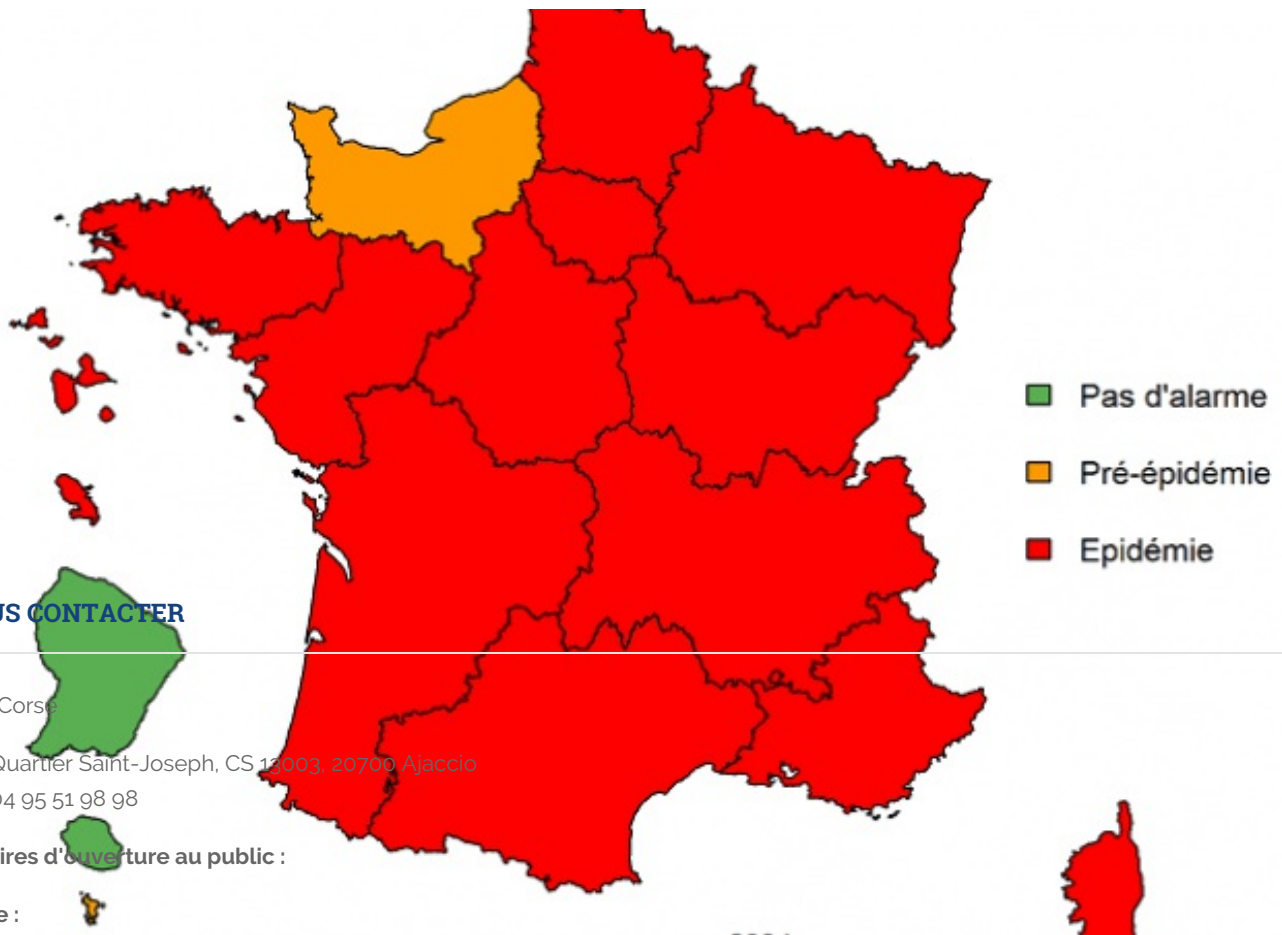 Pas d'alarme
Pré-épidémie
Epidémie
US CONTACTER
Corse
Quartier Saint-Joseph, CS 13003, 20700 Ajaccio
04 95 51 98 98
ires d'ouverture au public :
e :